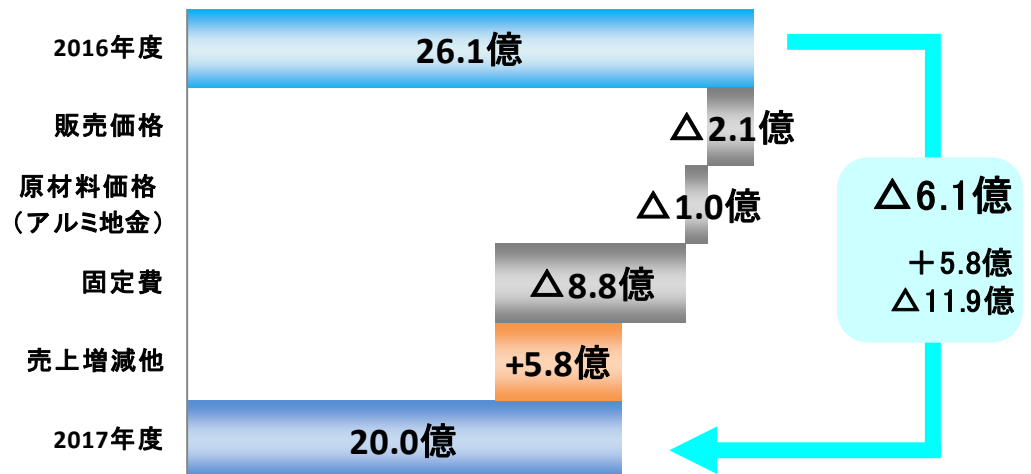 2016年度
26.1億
販売価格
△2.1億
原材料価格
（アルミ地金）
△1.0億
固定費
△8.8億
売上増減他
+5.8億
2017年度
20.0億
△6.1億
＋5.8億
△11.9億